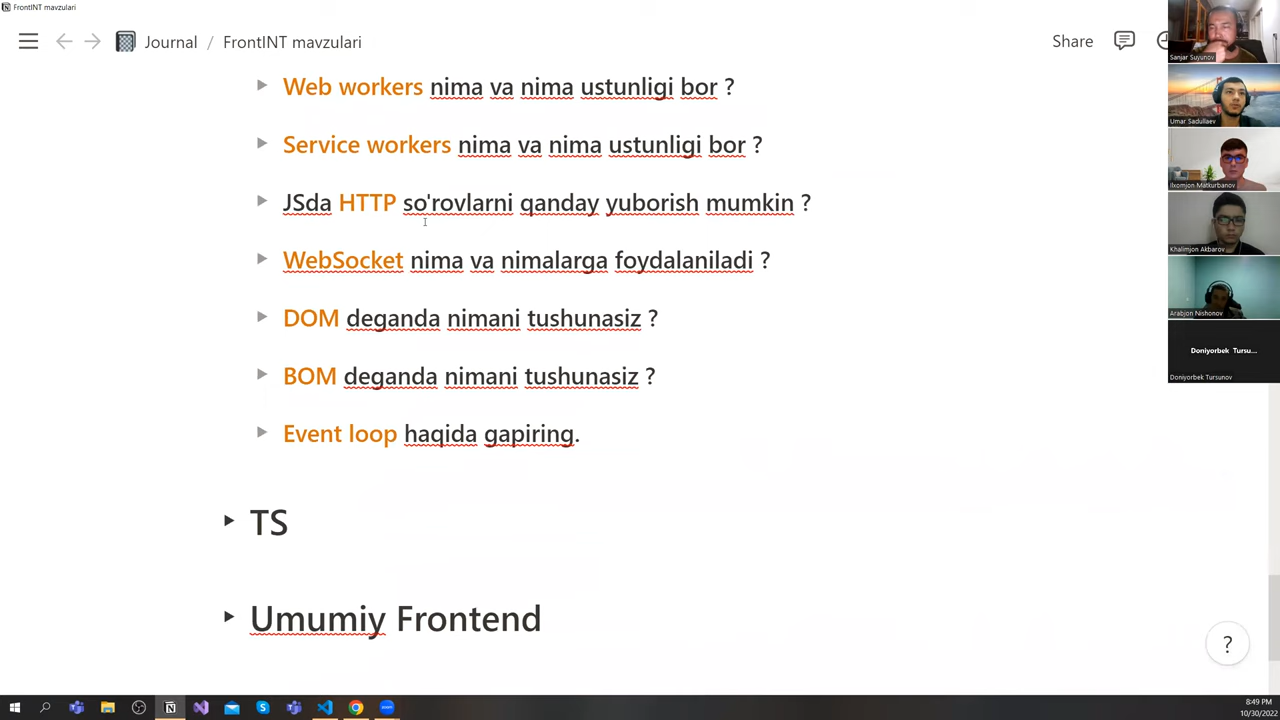 FrontINT mavzulari
Journal / FrontINT mavzulari
Share
Web workers nima va nima ustunligi bor ?
Service workers nima va nima ustunligi bor ?
JSda HTTP so'rovlarni qanday yuborish mumkin ?
WebSocket nima va nimalarga foydalaniladi ?
DOM deganda nimani tushunasiz ?
BOM deganda nimani tushunasiz ?
Event loop haqida gapiring.
TS
Umumiy Frontend
?
Sanjar Suyunov
Umar Sadullaev
Ilxomjon Matkurbanov
Khalimjon Akbarov
Arabjon Nishonov
Doniyorbek Tursu...
Doniyorbek Tursunov
8:49 PM
10/30/2022